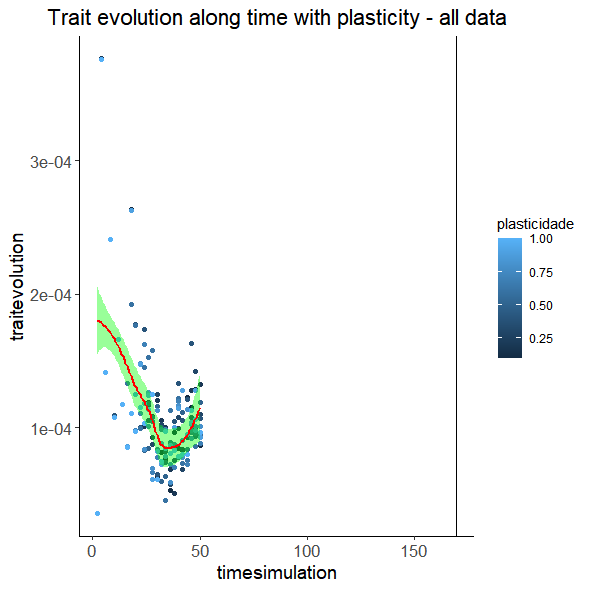 Trait evolution along time with plasticity - all data
traitevolution
3e-04
2e-04
1e-04
0
50
100
150
timesimulation
plasticidade
1.00
0.75
0.50
0.25